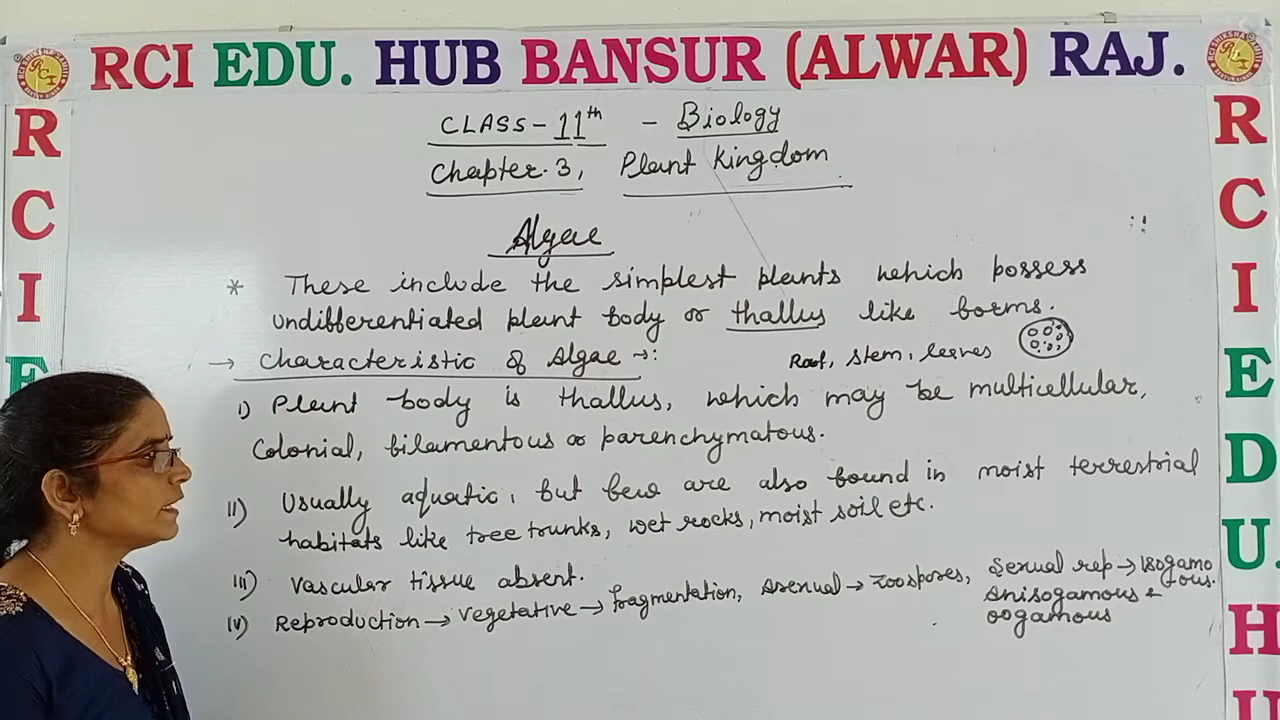 RCI EDU. HUB BANSUR (ALWAR) RAJ.
CLASS - 11th - Biology
Chapter. 3, Plant Kingdom
Algae
* These include the simplest plants which possess
undifferentiated plant body or thallus like forms.
→ Characteristic of Algae →:
Root, stem, leaves
i) Plant body is thallus, which may be multicellular,
Colonial, filamentous or parenchymatous.
II) Usually aquatic, but few are also found in moist terrestrial
habitats like tree trunks, wet rocks, moist soil etc.
III) Vascular tissue absent.
IV) Reproduction → Vegetative → fragmentation, Asexual → Zoospores, Sexual rep → Isogamo
ous.
Anisogamous &
oogamous
R
C
I
E
R
C
I
E
D
U.
H
U